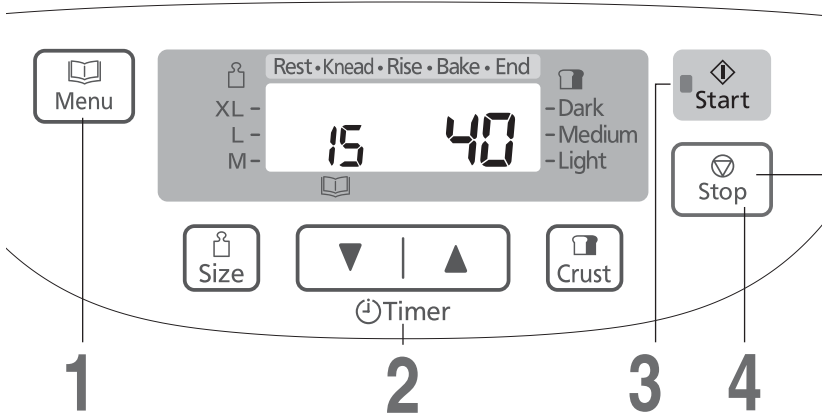 Menu
Rest • Knead • Rise • Bake • End
XL –
L –
M –
15 40
– Dark
– Medium
– Light
Start
Stop
Size
Timer
Crust
1
2
3
4